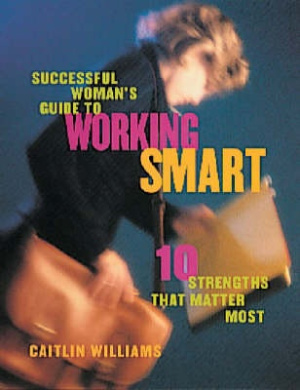 SUCCESSFUL
WOMAN'S
GUIDE TO
WORKING
SMART
10
STRENGTHS
THAT MATTER
MOST
CAITLIN WILLIAMS